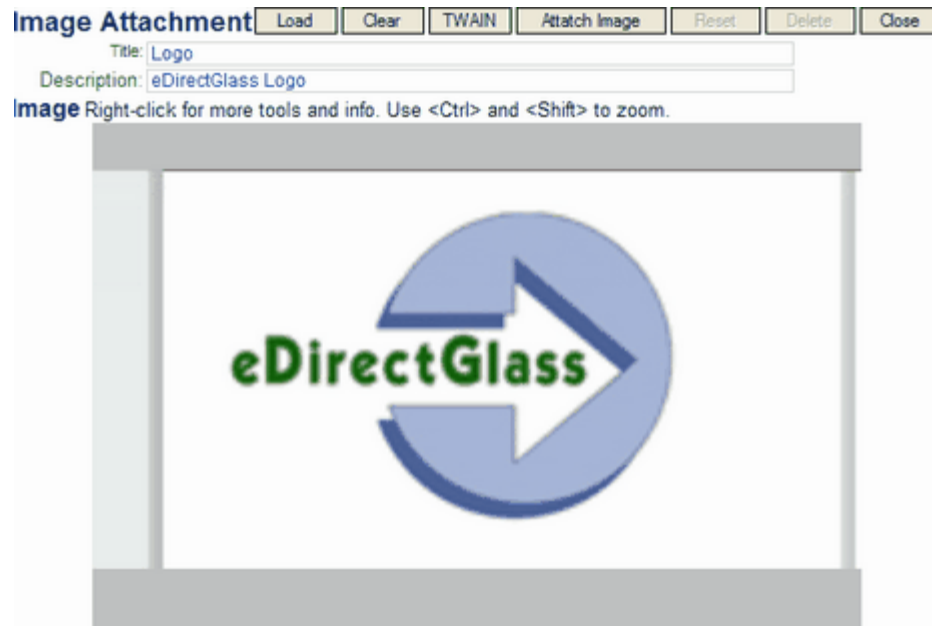 Image Attachment Load Clear TWAIN Attatch Image Reset Delete Close
Title: Logo
Description: eDirectGlass Logo
Image Right-click for more tools and info. Use <Ctrl> and <Shift> to zoom.
eDirectGlass